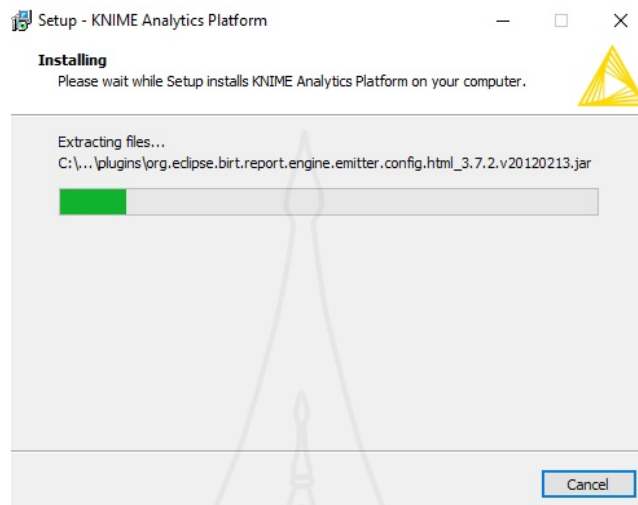 Setup - KNIME Analytics Platform
Installing
Please wait while Setup installs KNIME Analytics Platform on your computer.
Extracting files...
C:\...\plugins\org.eclipse.birt.report.engine.emitter.config.html_3.7.2.v20120213.jar
Cancel